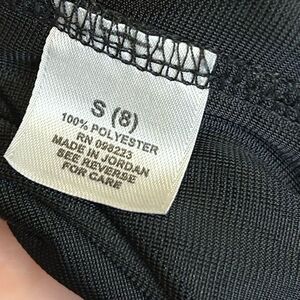 S (8)
100% POLYESTER
RN 098223
MADE IN JORDAN
SEE REVERSE
FOR CARE